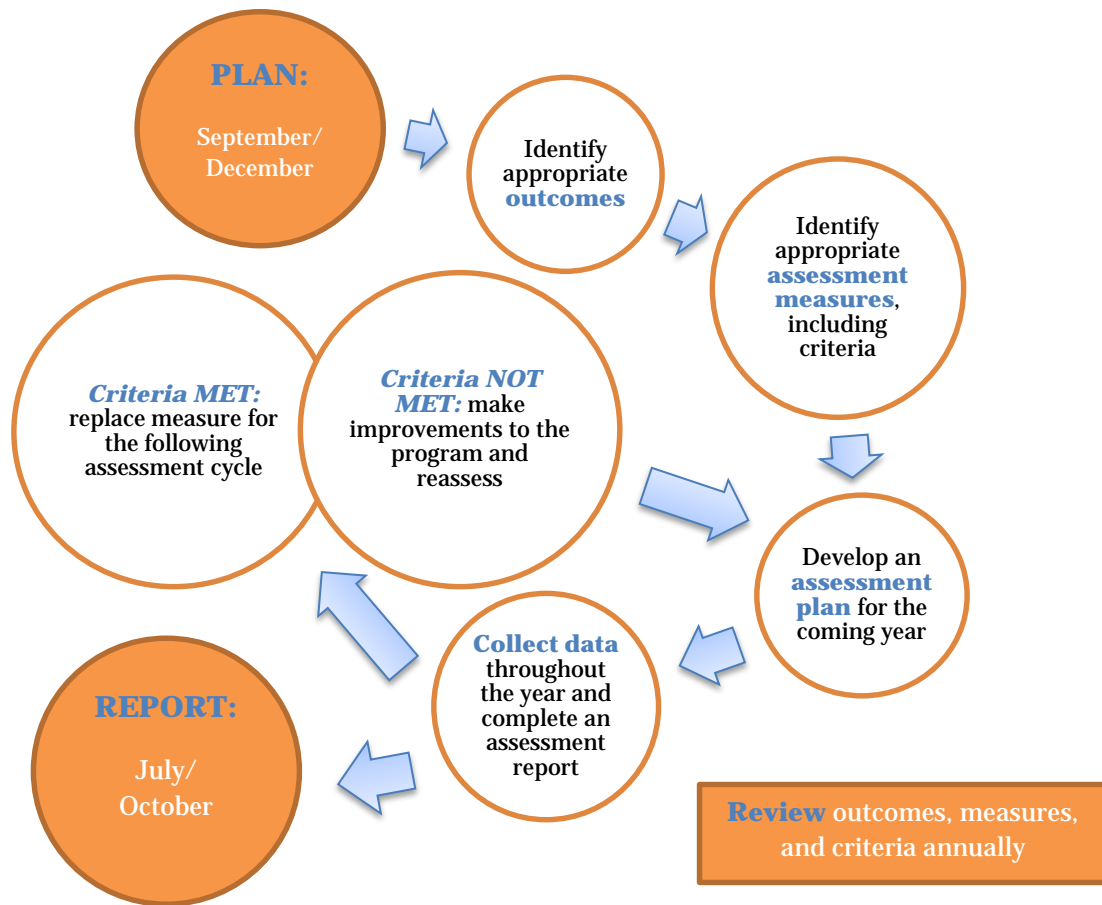 PLAN:
September/
December
Identify
appropriate
outcomes
Identify
appropriate
assessment
measures,
including
criteria
Develop an
assessment
plan for the
coming year
Collect data
throughout
the year and
complete an
assessment
report
Criteria NOT
MET: make
improvements to the
program and
reassess
Criteria MET:
replace measure for
the following
assessment cycle
REPORT:
July/
October
Review outcomes, measures,
and criteria annually